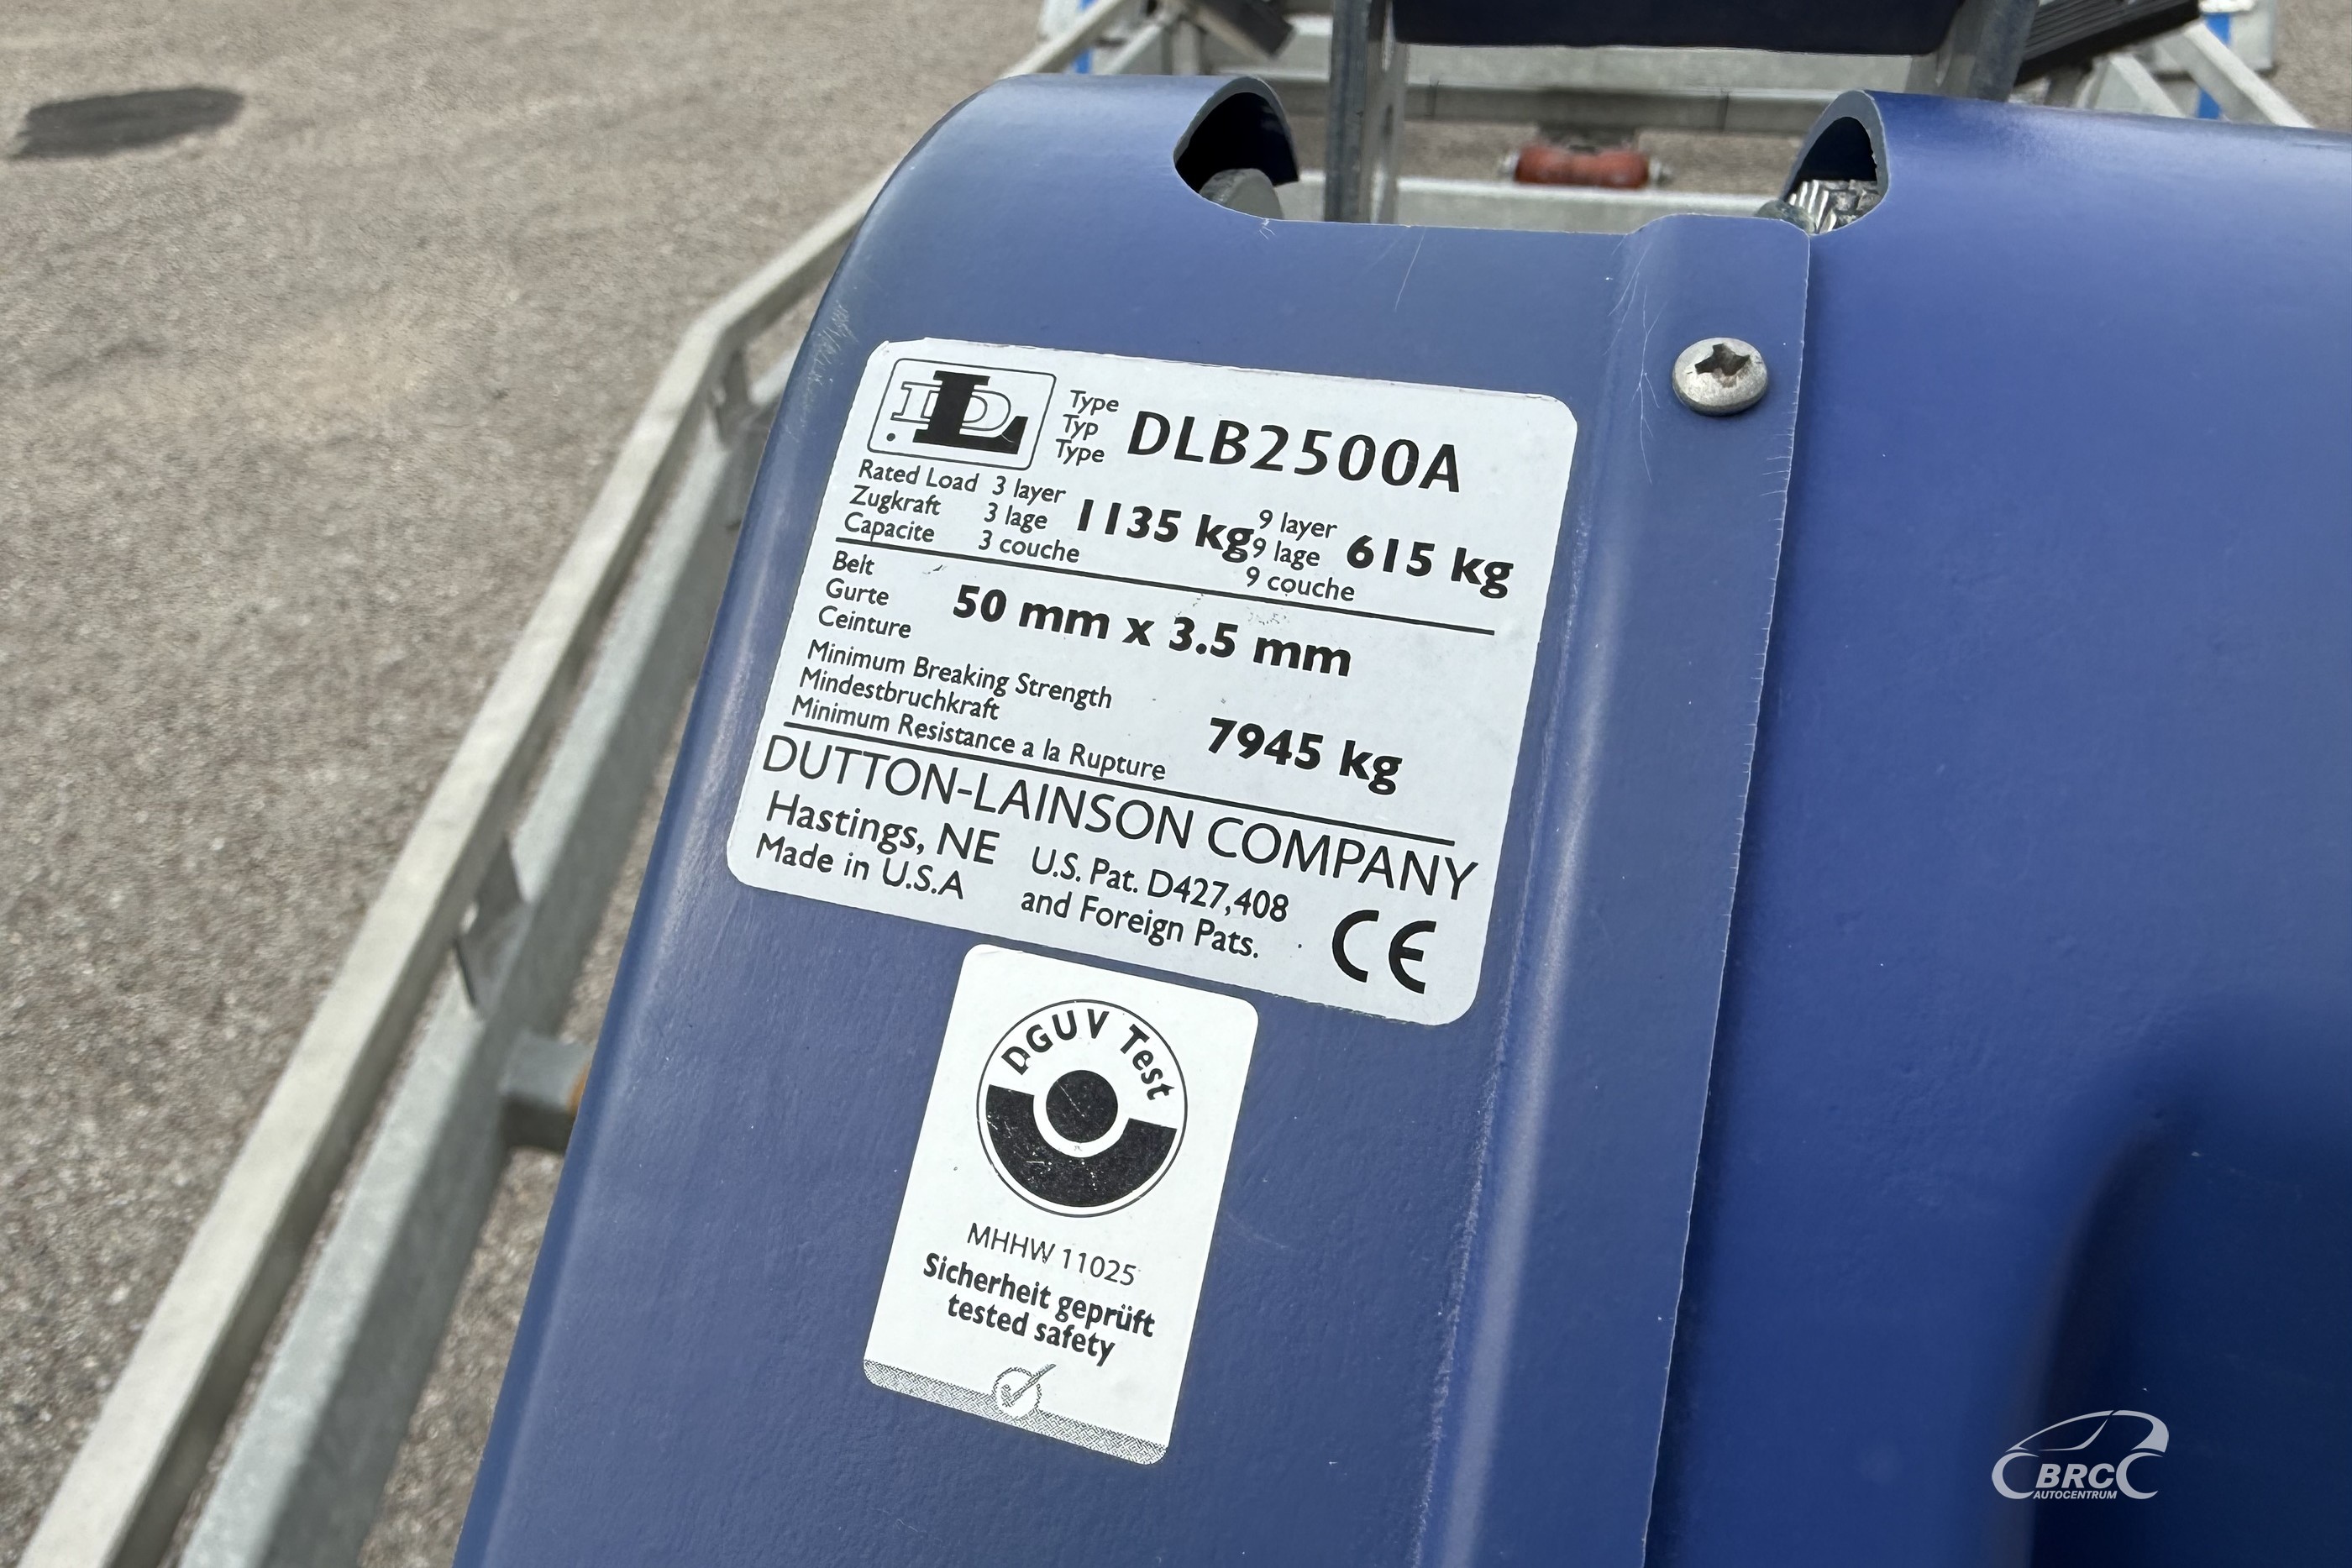 DL
Type
Typ
Type
DLB2500A
Rated Load 3 layer
Zugkraft 3 lage
Capacite 3 couche
1135 kg
9 layer
9 lage
9 couche
615 kg
Belt
Gurte
Ceinture
50 mm x 3.5 mm
Minimum Breaking Strength
Mindestbruchkraft
Minimum Resistance a la Rupture
7945 kg
DUTTON-LAINSON COMPANY
Hastings, NE
Made in U.S.A
U.S. Pat. D427,408
and Foreign Pats.
CE
DGUV Test
MHHW 11025
Sicherheit geprüft
tested safety
BRC
AUTOCENTRUM